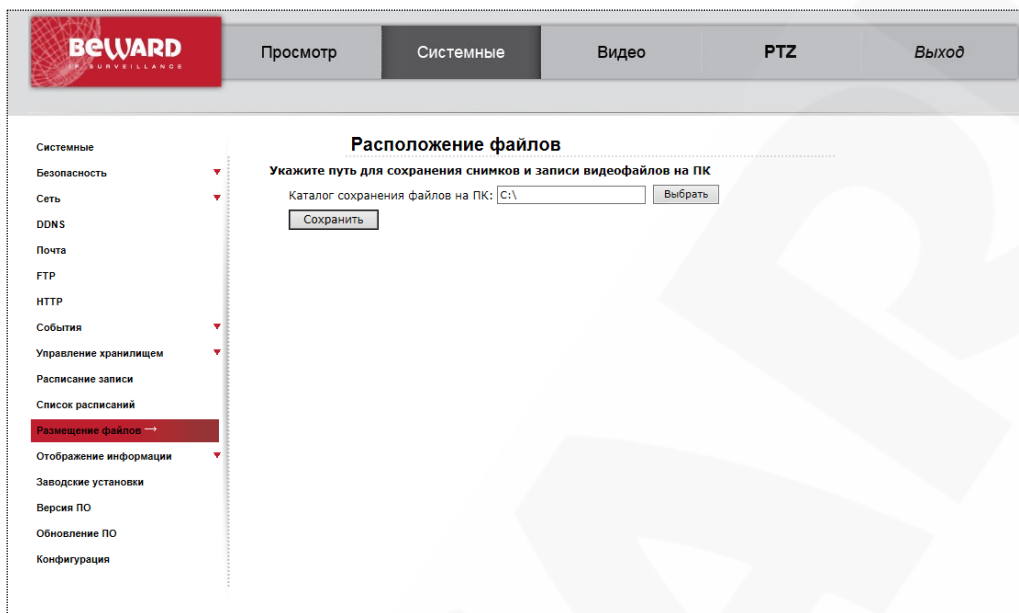 BEWARD
IP SURVEILLANCE
Просмотр
Системные
Видео
PTZ
Выход
Системные
Безопасность
Сеть
DDNS
Почта
FTP
HTTP
События
Управление хранилищем
Расписание записи
Список расписаний
Размещение файлов →
Отображение информации
Заводские установки
Версия ПО
Обновление ПО
Конфигурация
Расположение файлов
Укажите путь для сохранения снимков и записи видеофайлов на ПК
Каталог сохранения файлов на ПК: C:\ Выбрать
Сохранить